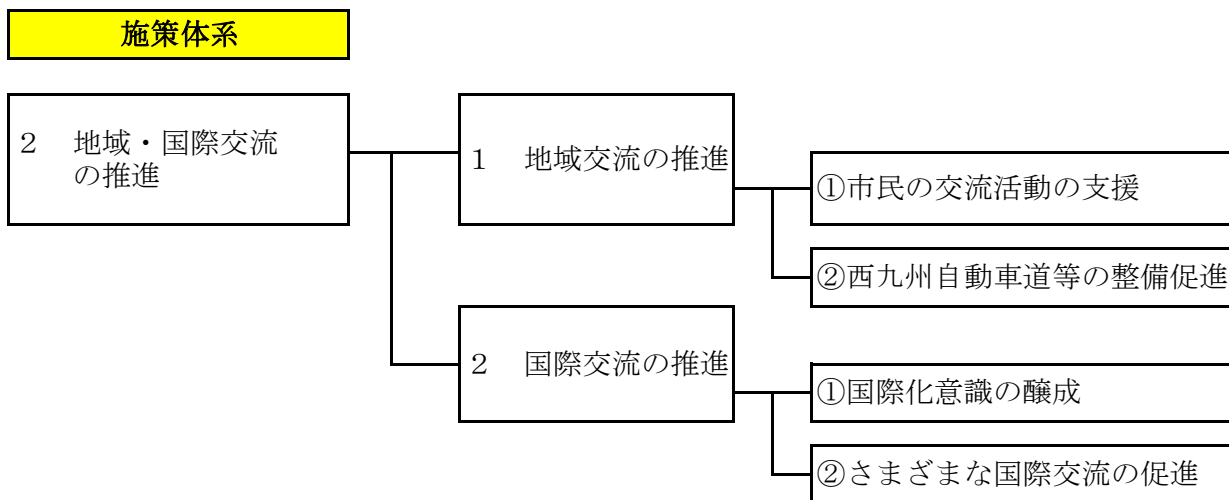 施策体系
2 地域・国際交流
の推進
1 地域交流の推進
①市民の交流活動の支援
②西九州自動車道等の整備促進
2 国際交流の推進
①国際化意識の醸成
②さまざまな国際交流の促進